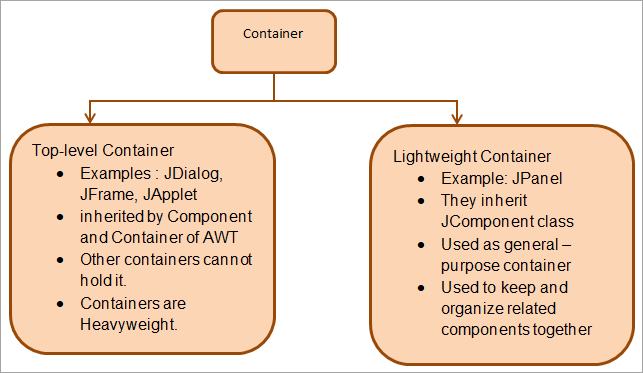 Container
Top-level Container
• Examples : JDialog,
JFrame, JApplet
• inherited by Component
and Container of AWT
• Other containers cannot
hold it.
• Containers are
Heavyweight.
Lightweight Container
• Example: JPanel
• They inherit
JComponent class
• Used as general –
purpose container
• Used to keep and
organize related
components together